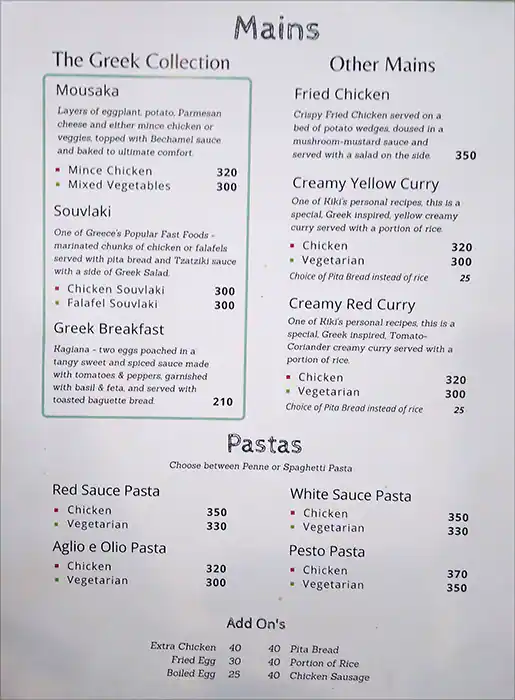 Mains
The Greek Collection
Mousaka
Layers of eggplant, potato, Parmesan
cheese and either mince chicken or
veggies, topped with Bechamel sauce
and baked to ultimate comfort.
Mince Chicken 320
Mixed Vegetables 300
Souvlaki
One of Greece's Popular Fast Foods -
marinated chunks of chicken or falafels
served with pita bread and Tzatziki sauce
with a side of Greek Salad.
Chicken Souvlaki 300
Falafel Souvlaki 300
Greek Breakfast
Kagiana - two eggs poached in a
tangy sweet and spiced sauce made
with tomatoes & peppers, garnished
with basil & feta, and served with
toasted baguette bread. 210
Other Mains
Fried Chicken
Crispy Fried Chicken served on a
bed of potato wedges, doused in a
mushroom-mustard sauce and
served with a salad on the side. 350
Creamy Yellow Curry
One of Kiki's personal recipes, this is a
special, Greek inspired, yellow creamy
curry served with a portion of rice.
Chicken 320
Vegetarian 300
Choice of Pita Bread instead of rice 25
Creamy Red Curry
One of Kiki's personal recipes, this is a
special, Greek inspired, Tomato-
Coriander creamy curry served with a
portion of rice.
Chicken 320
Vegetarian 300
Choice of Pita Bread instead of rice 25
Pastas
Choose between Penne or Spaghetti Pasta
Red Sauce Pasta
Chicken 350
Vegetarian 330
Aglio e Olio Pasta
Chicken 320
Vegetarian 300
White Sauce Pasta
Chicken 350
Vegetarian 330
Pesto Pasta
Chicken 370
Vegetarian 350
Add On's
Extra Chicken 40
Fried Egg 30
Boiled Egg 25
40 Pita Bread
40 Portion of Rice
40 Chicken Sausage